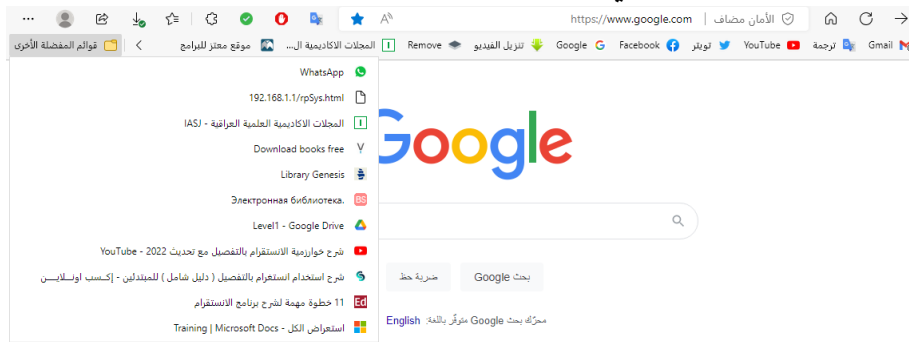 https://www.google.com | الأمان مضاف
Gmail ترجمة YouTube تويتر Facebook Google تنزيل الفيديو Remove المجلات الاكاديمية ال... موقع معتز للبرامج قوائم المفضلة الأخرى
WhatsApp
192.168.1.1/rpSys.html
المجلات الاكاديمية العلمية العراقية - IASJ
Download books free
Library Genesis
Электронная библиотека.
Level1 - Google Drive
شرح خوارزمية الانستقرام بالتفصيل مع تحديث 2022 - YouTube
شرح استخدام انستغرام بالتفصيل ( دليل شامل ) للمبتدئين - إكــسب اونــلايــــن
11 خطوة مهمة لشرح برنامج الانستقرام
استعراض الكل - Training | Microsoft Docs
Google
بحث Google ضربة حظ
محرّك بحث Google متوفّر باللغة: English